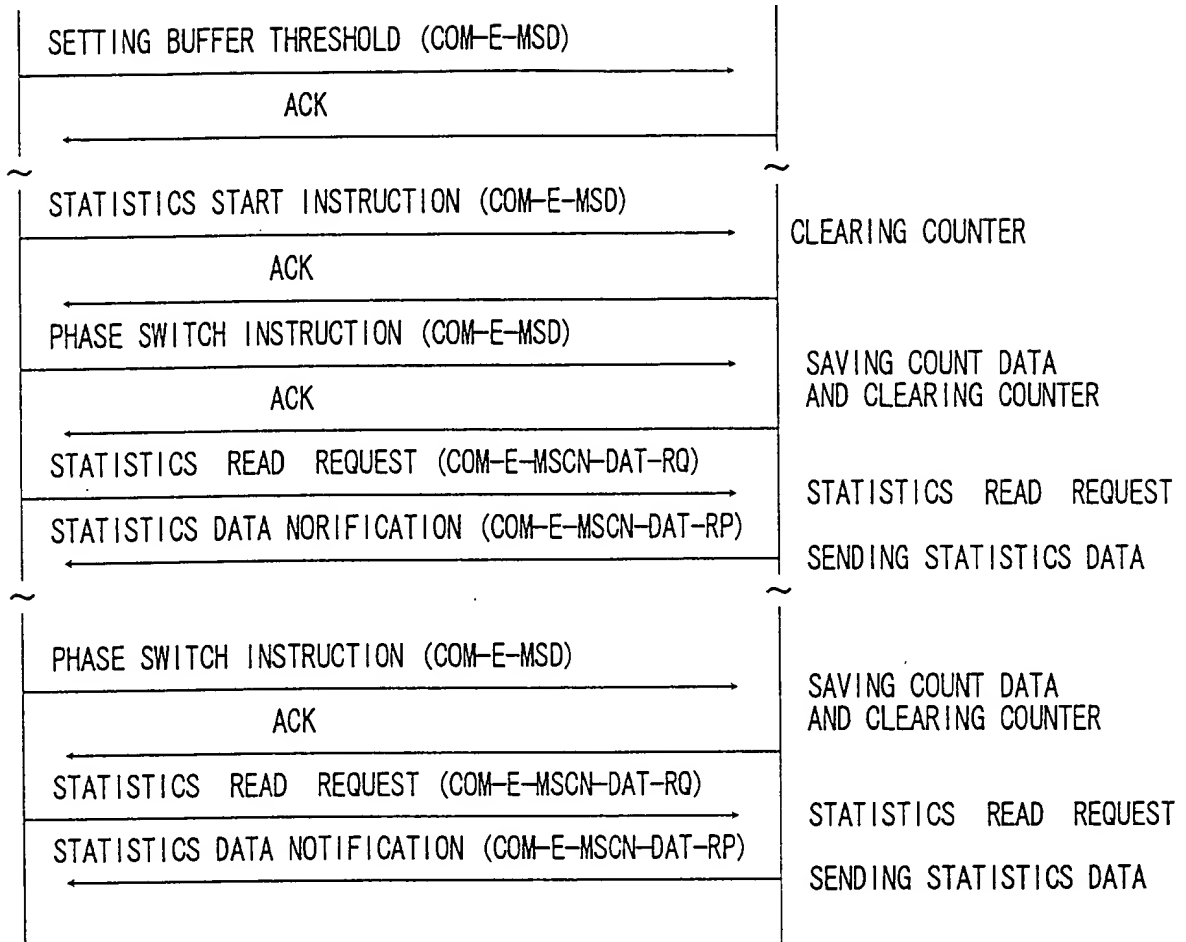 SETTING BUFFER THRESHOLD (COM-E-MSD)
ACK
STATISTICS START INSTRUCTION (COM-E-MSD)
CLEARING COUNTER
ACK
PHASE SWITCH INSTRUCTION (COM-E-MSD)
SAVING COUNT DATA
AND CLEARING COUNTER
ACK
STATISTICS READ REQUEST (COM-E-MSCN-DAT-RQ)
STATISTICS READ REQUEST
STATISTICS DATA NORIFICATION (COM-E-MSCN-DAT-RP)
SENDING STATISTICS DATA
PHASE SWITCH INSTRUCTION (COM-E-MSD)
SAVING COUNT DATA
AND CLEARING COUNTER
ACK
STATISTICS READ REQUEST (COM-E-MSCN-DAT-RQ)
STATISTICS READ REQUEST
STATISTICS DATA NOTIFICATION (COM-E-MSCN-DAT-RP)
SENDING STATISTICS DATA